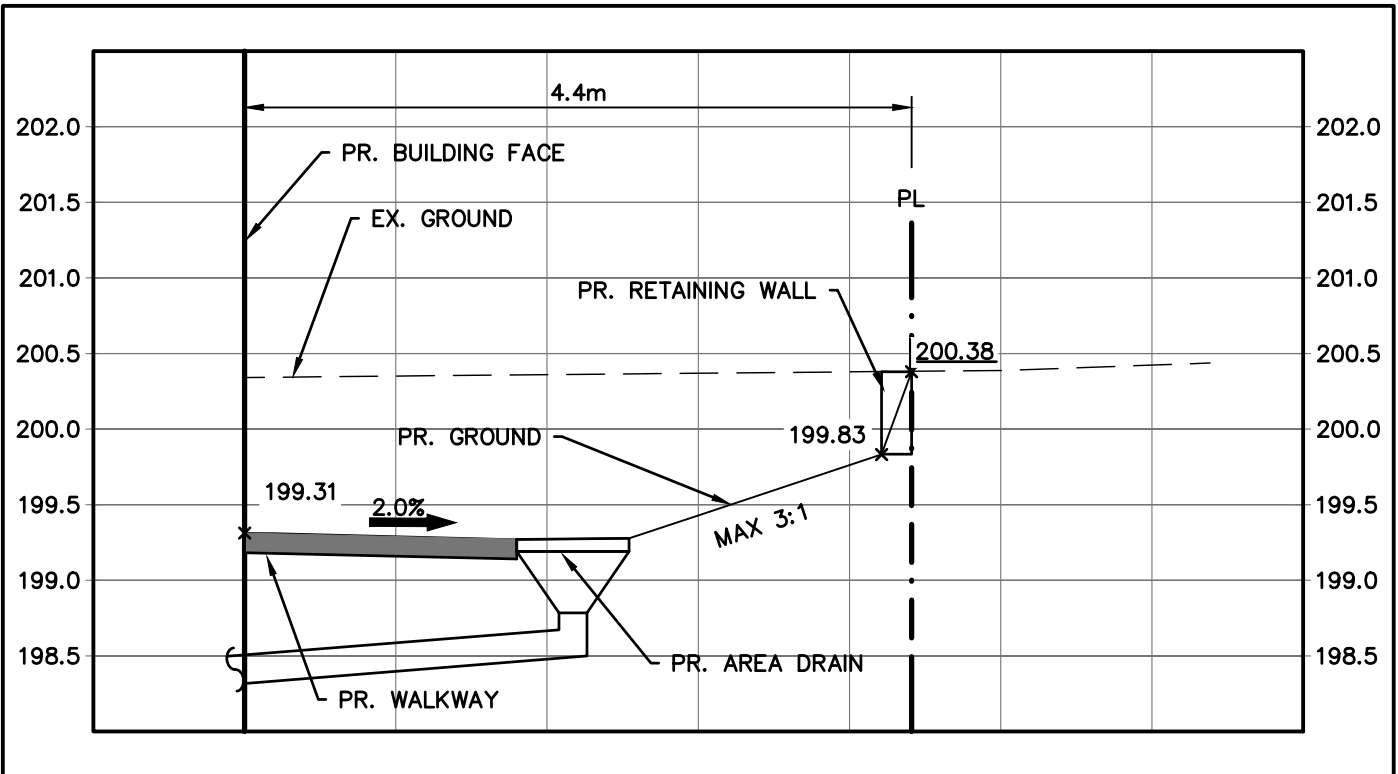 4.4m
202.0 202.0
PR. BUILDING FACE
201.5 PL 201.5
EX. GROUND
201.0 201.0
PR. RETAINING WALL
200.5 200.38 200.5
200.0 PR. GROUND 199.83 200.0
199.31
199.5 2.0% MAX 3:1 199.5
199.0 199.0
198.5 PR. AREA DRAIN 198.5
PR. WALKWAY